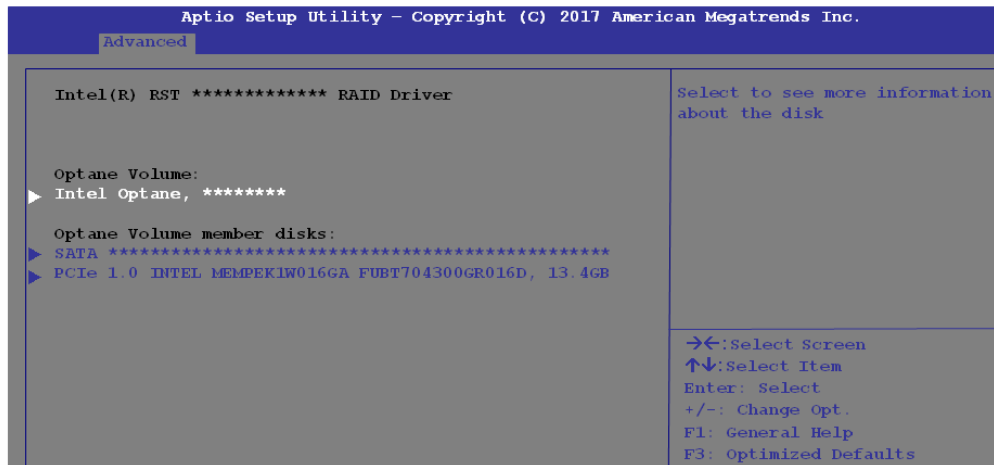 Aptio Setup Utility – Copyright (C) 2017 American Megatrends Inc.
Advanced
Intel(R) RST ************* RAID Driver
Optane Volume:
Intel Optane, ********
Optane Volume member disks:
SATA ************************************************
PCIe 1.0 INTEL MEMPEK1W016GA FUBT704300GR016D, 13.4GB
Select to see more information
about the disk
→←:Select Screen
↑↓:Select Item
Enter: Select
+/-: Change Opt.
F1: General Help
F3: Optimized Defaults